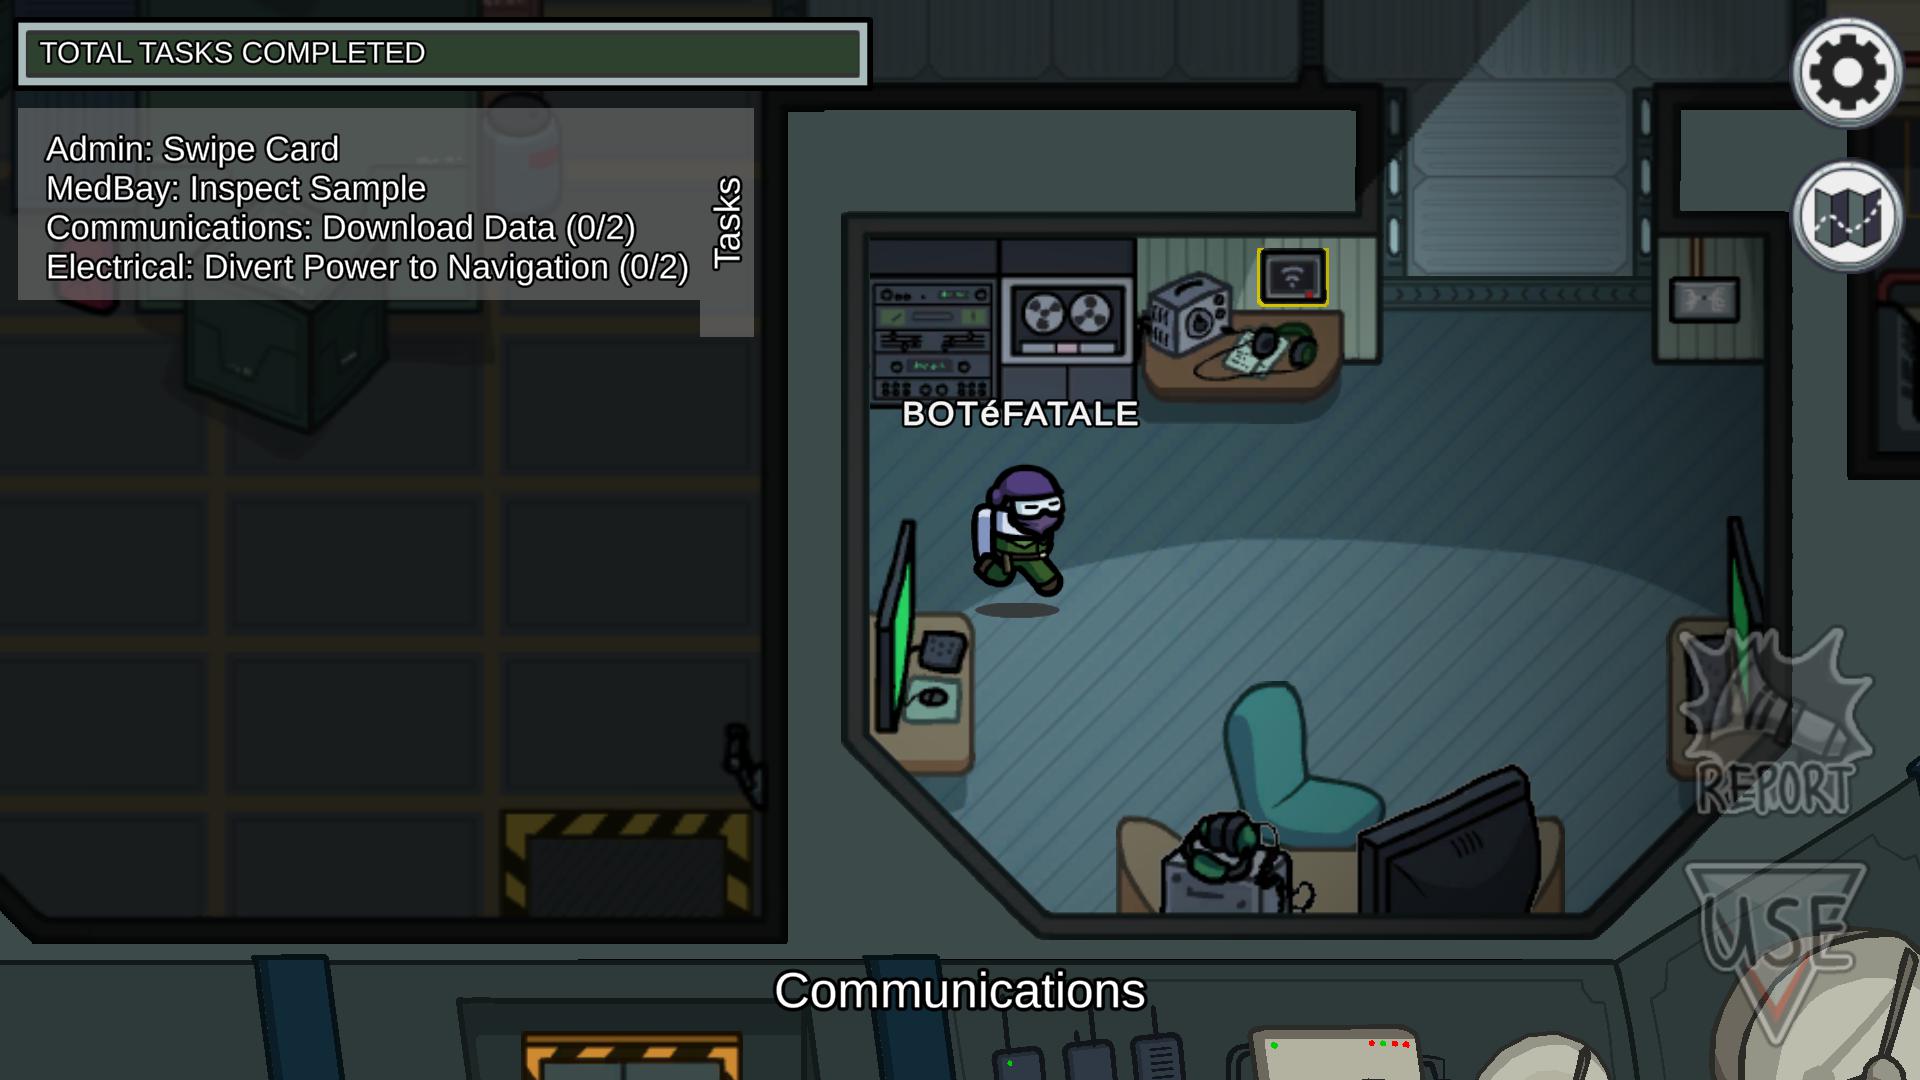 TOTAL TASKS COMPLETED
Admin: Swipe Card
MedBay: Inspect Sample
Communications: Download Data (0/2)
Electrical: Divert Power to Navigation (0/2)
Tasks
BOTéFATALE
REPORT
USE
Communications